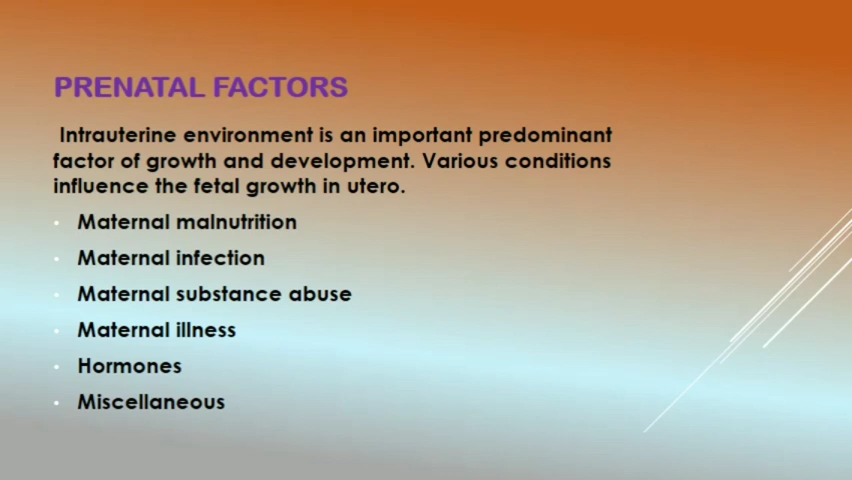 PRENATAL FACTORS
Intrauterine environment is an important predominant
factor of growth and development. Various conditions
influence the fetal growth in utero.
• Maternal malnutrition
• Maternal infection
• Maternal substance abuse
• Maternal illness
• Hormones
• Miscellaneous